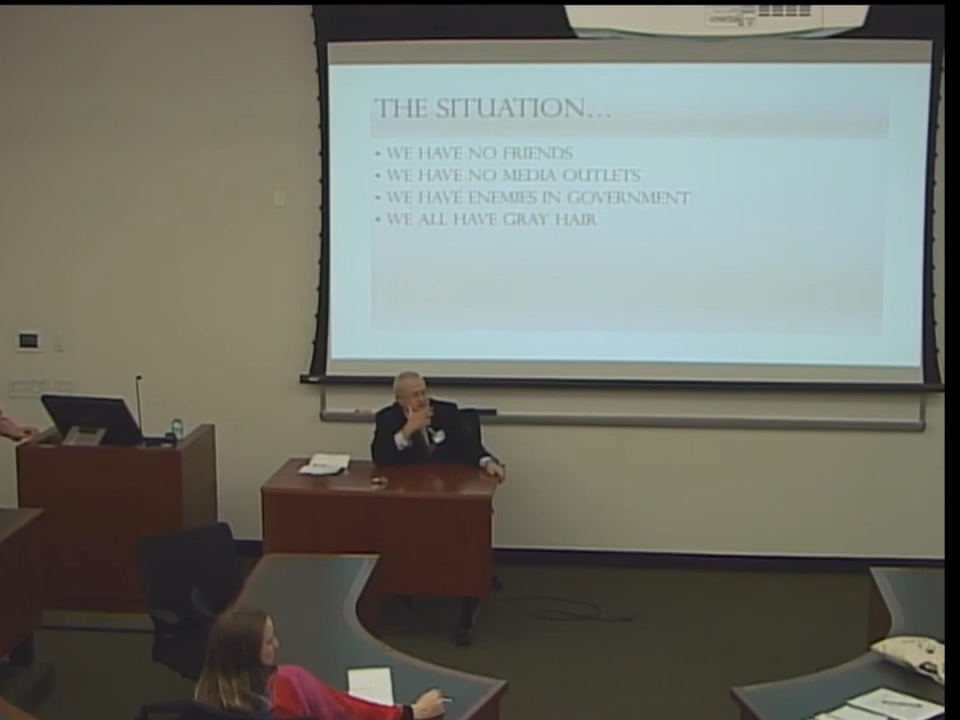 THE SITUATION...
• WE HAVE NO FRIENDS
• WE HAVE NO MEDIA OUTLETS
• WE HAVE ENEMIES IN GOVERNMENT
• WE ALL HAVE GRAY HAIR